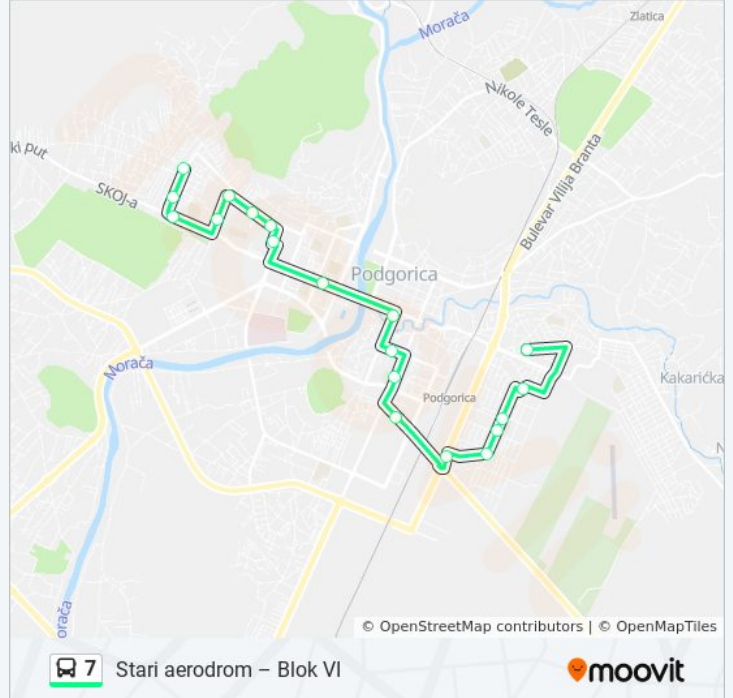 Zlatica
Morača
Nikole Tesle
ki put
SKOJ-a
Bulevar Vilija Branta
Podgorica
Morača
Kakarićka
Podgorica
N
orača
© OpenStreetMap contributors | © OpenMapTiles
7 Stari aerodrom – Blok VI
moovit